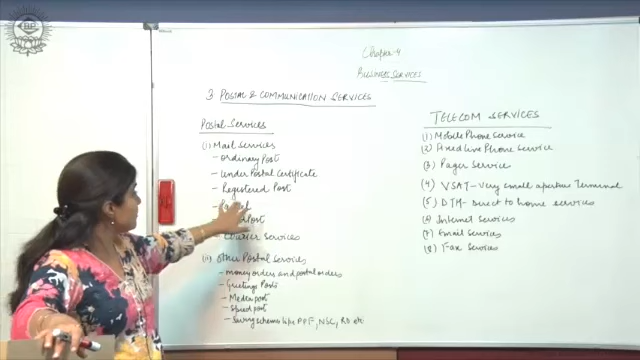 Chapter-4
Business Services
3 Postal & Communication Services
Postal Services
(i) Mail Services
- Ordinary Post
- Under Postal Certificate
- Registered Post
- Pa
Post
- Courier Services
(ii) Other Postal Services
- money orders and postal orders
- Greetings Posts
- Media post
- Speed post
- Saving schemes like PPF, NSC, RD etc
TELECOM SERVICES
(1) Mobile Phone Service
(2) Fixed Line Phone Service
(3) Pager Service
(4) VSAT - Very Small Terminal
(5) DTH - Direct to home services
(6) Internet Services
(7) Email Services
(8) Fax Services